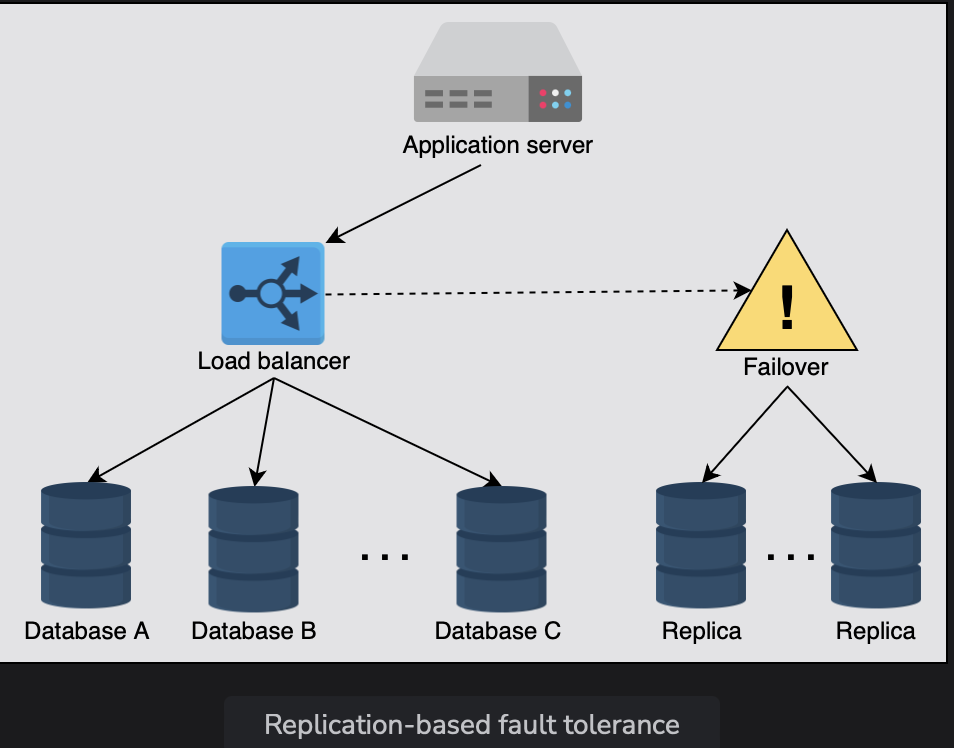 Application server
Load balancer
!
Failover
Database A
Database B
. . .
Database C
Replica
. . .
Replica
Replication-based fault tolerance